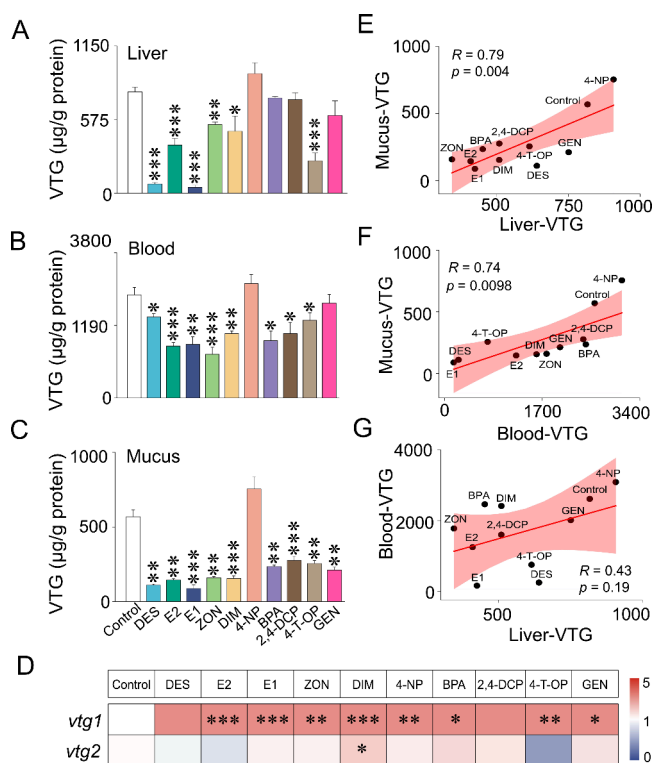 A
Liver
VTG (µg/g protein)
1150
575
0
***
***
***
**
*
***
B
Blood
VTG (µg/g protein)
3800
1190
0
*
***
**
***
**
*
*
*
C
Mucus
VTG (µg/g protein)
1000
500
0
**
**
***
**
**
**
***
**
**
Control
DES
E2
E1
ZON
DIM
4-NP
BPA
2,4-DCP
4-T-OP
GEN
E
R = 0.79
p = 0.004
Mucus-VTG
1000
500
0
4-NP
Control
2,4-DCP
BPA
ZON
E2
E1
DIM
4-T-OP
GEN
DES
500 750 1000
Liver-VTG
F
R = 0.74
p = 0.0098
Mucus-VTG
1000
500
0
4-NP
Control
4-T-OP
DES
E1
E2
DIM
ZON
GEN
2,4-DCP
BPA
0 1700 3400
Blood-VTG
G
Blood-VTG
4000
2000
0
4-NP
Control
BPA
DIM
GEN
ZON
E2
2,4-DCP
4-T-OP
DES
E1
R = 0.43
p = 0.19
500 750 1000
Liver-VTG
D
Control DES E2 E1 ZON DIM 4-NP BPA 2,4-DCP 4-T-OP GEN
vtg1 *** *** ** *** ** * ** *
vtg2 *
5
1
0